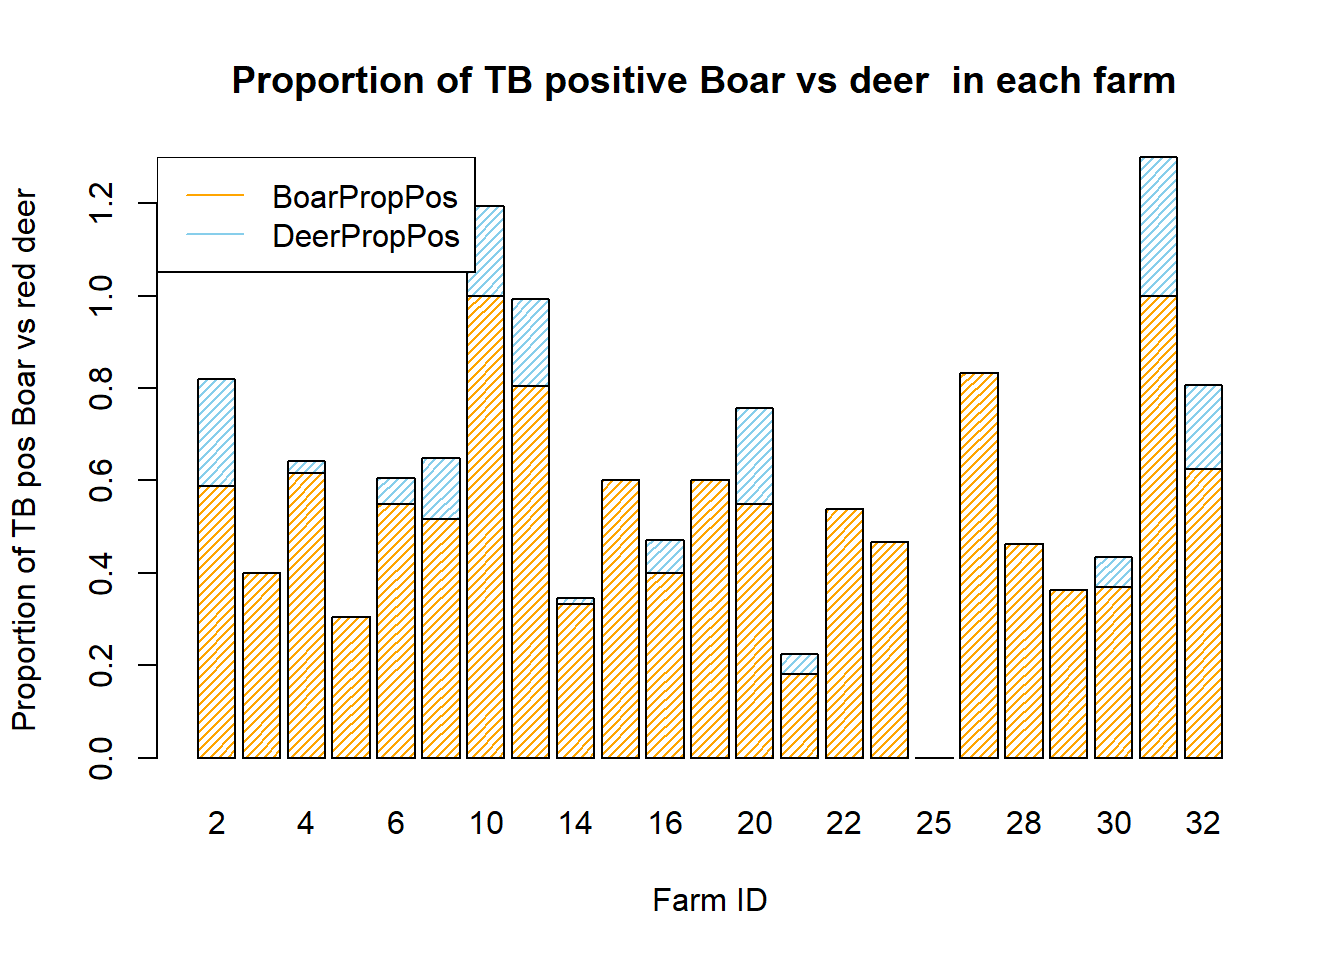 Proportion of TB positive Boar vs deer  in each farm
BoarPropPos
DeerPropPos
Proportion of TB pos Boar vs red deer
1.2
1.0
0.8
0.6
0.4
0.2
0.0
2 4 6 10 14 16 20 22 25 28 30 32
Farm ID